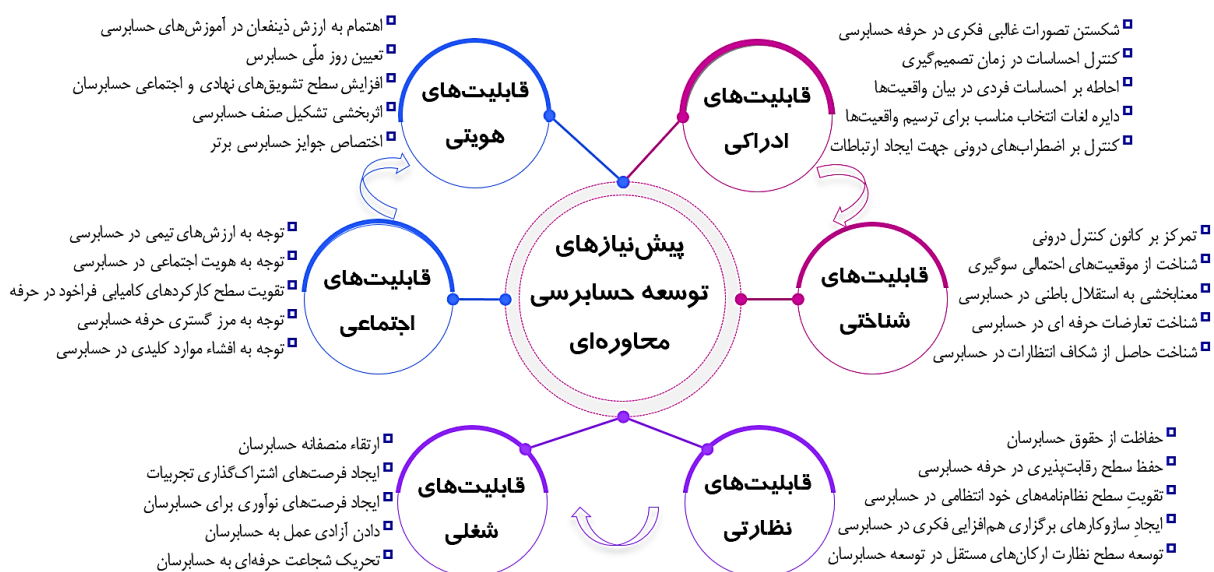 پیش‌نیازهای
توسعه حسابرسی
محاوره‌ای
قابلیت‌های
ادراکی
شکستن تصورات غالبی فکری در حرفه حسابرسی
کنترل احساسات در زمان تصمیم‌گیری
احاطه بر احساسات فردی در بیان واقعیت‌ها
دایره لغات انتخاب مناسب برای ترسیم واقعیت‌ها
کنترل بر اضطراب‌های درونی جهت ایجاد ارتباطات
قابلیت‌های
شناختی
تمرکز بر کانون کنترل درونی
شناخت از موقعیت‌های احتمالی سوگیری
معنابخشی به استقلال باطنی در حسابرسی
شناخت تعارضات حرفه ای در حسابرسی
شناخت حاصل از شکاف انتظارات در حسابرسی
قابلیت‌های
نظارتی
حفاظت از حقوق حسابرسان
حفظ سطح رقابت‌پذیری در حرفه حسابرسی
تقویتِ سطح نظام‌نامه‌های خود انتظامی در حسابرسی
ایجادِ سازوکارهای برگزاری هم‌افزایی فکری در حسابرسی
توسعه سطح نظارت ارکان‌های مستقل در توسعه حسابرسان
قابلیت‌های
شغلی
ارتقاء منصفانه حسابرسان
ایجاد فرصت‌های اشتراک‌گذاری تجربیات
ایجاد فرصت‌های نوآوری برای حسابرسان
دادن آزادی عمل به حسابرسان
تحریک شجاعت حرفه‌ای به حسابرسان
قابلیت‌های
اجتماعی
توجه به ارزش‌های تیمی در حسابرسی
توجه به هویت اجتماعی در حسابرسی
تقویت سطح کارکردهای کامیابی فراخود در حرفه
توجه به مرز گستری حرفه حسابرسی
توجه به افشاء موارد کلیدی در حسابرسی
قابلیت‌های
هویتی
اهتمام به ارزش ذینفعان در آموزش‌های حسابرسی
تعیین روز ملّی حسابرس
افزایش سطح تشویق‌های نهادی و اجتماعی حسابرسان
اثربخشی تشکیل صنف حسابرسی
اختصاص جوایز حسابرسی برتر